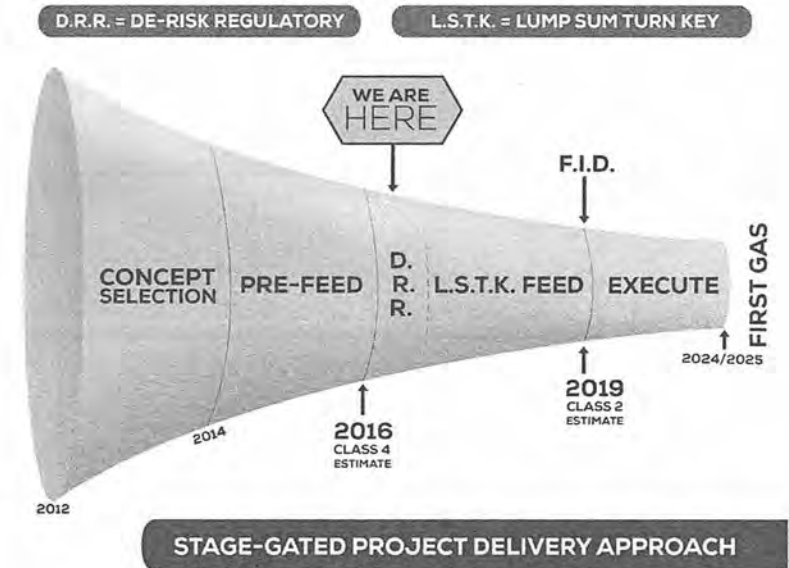 D.R.R. = DE-RISK REGULATORY
L.S.T.K. = LUMP SUM TURN KEY
WE ARE
HERE
F.I.D.
CONCEPT
SELECTION
PRE-FEED
D.
R.
R.
L.S.T.K. FEED
EXECUTE
FIRST GAS
2024/2025
2019
CLASS 2
ESTIMATE
2016
CLASS 4
ESTIMATE
2014
2012
STAGE-GATED PROJECT DELIVERY APPROACH